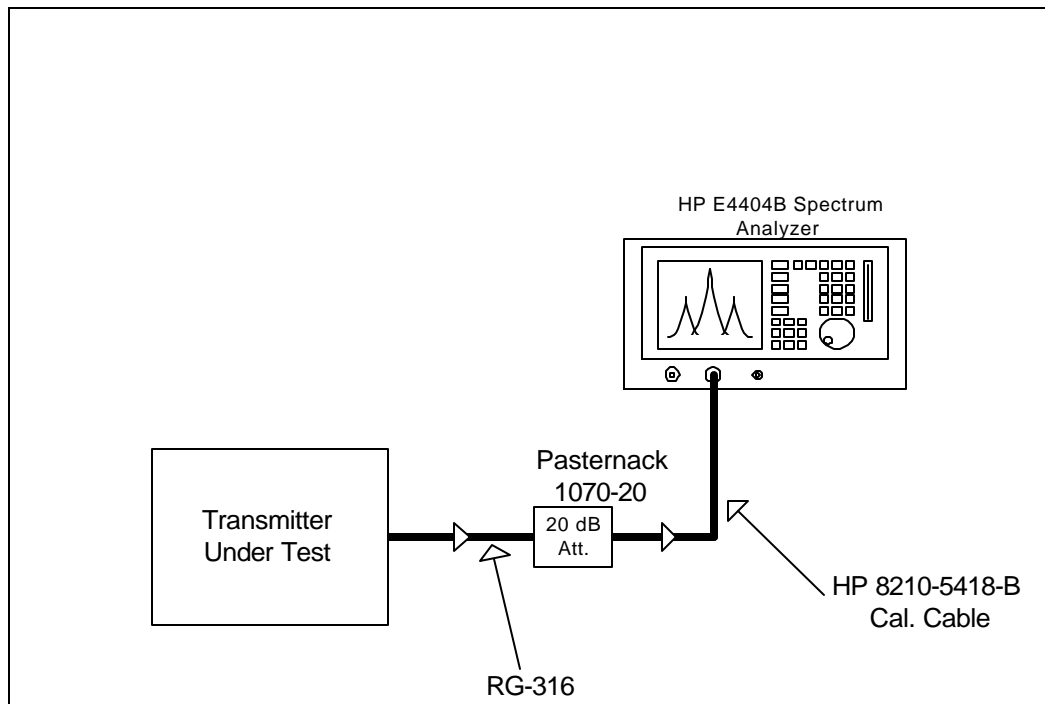 HP E4404B Spectrum
Analyzer
Pasternack
1070-20
Transmitter
Under Test
20 dB
Att.
HP 8210-5418-B
Cal. Cable
RG-316